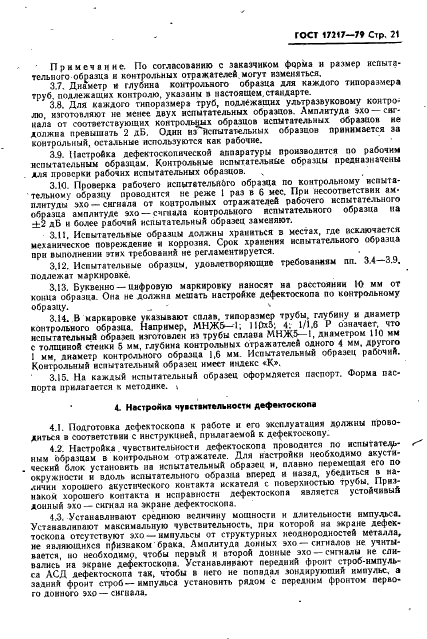 ГОСТ 17217—79 Стр. 21
Примечание. По согласованию с заказчиком форма и размер испыта-
тельного образца и контрольных отражателей могут изменяться.
3.7. Диаметр и глубина контрольного образца для каждого типоразмера
труб, подлежащих контролю, указаны в настоящем стандарте.
3.8. Для каждого типоразмера труб, подлежащих ультразвуковому контро-
лю, изготовляют не менее двух испытательных образцов. Амплитуда эхо — сиг-
нала от соответствующих контрольных образцов испытательных образцов не
должна превышать 2 дБ. Один из испытательных образцов принимается за
контрольный, остальные используются как рабочие.
3.9. Настройка дефектоскопической аппаратуры производится по рабочим
испытательным образцам. Контрольные испытательные образцы предназначены
для проверки рабочих испытательных образцов.
3.10. Проверка рабочего испытательного образца по контрольному испыта-
тельному образцу проводится не реже 1 раз в 6 мес. При несоответствии ам-
плитуды эхо — сигнала от контрольных отражателей рабочего испытательного
образца амплитуде эхо — сигнала контрольного испытательного образца на
±2 дБ и более рабочий испытательный образец заменяют.
3.11. Испытательные образцы должны храниться в местах, где исключается
механическое повреждение и коррозия. Срок хранения испытательного образца
при выполнении этих требований не регламентируется.
3.12. Испытательные образцы, удовлетворяющие требованиям пп. 3.4—3.9,
подлежат маркировке.
3.13. Буквенно — цифровую маркировку наносят на расстоянии 10 мм от
конца образца. Она не должна мешать настройке дефектоскопа по контрольному
образцу.
3.14. В маркировке указывают сплав, типоразмер трубы, глубину и диаметр
контрольного образца. Например, МНЖ5—1; 110х5; 4; 1/1,6 Р означает, что
испытательный образец изготовлен из трубы сплава МНЖ5—1, диаметром 110 мм
с толщиной стенки 5 мм, глубина контрольных отражателей одного 4 мм, другого
1 мм, диаметр контрольного образца 1,6 мм. Испытательный образец рабочий.
Контрольный испытательный образец имеет индекс «К».
3.15. На каждый испытательный образец оформляется паспорт. Форма пас-
порта прилагается к методике.
4. Настройка чувствительности дефектоскопа
4.1. Подготовка дефектоскопа к работе и его эксплуатация должны прово-
диться в соответствии с инструкцией, прилагаемой к дефектоскопу.
4.2. Настройка чувствительности дефектоскопа проводится по испытатель-
ным образцам в контрольном отражателе. Для настройки необходимо акусти-
ческий блок установить на испытательный образец и, плавно перемещая его по
окружности и вдоль испытательного образца вперед и назад, убедиться в на-
личии хорошего акустического контакта искателя с поверхностью трубы. Приз-
накой хорошего контакта и исправности дефектоскопа является устойчивый
донный эхо — сигнал на экране дефектоскопа.
4.3. Устанавливают среднюю величину мощности и длительности импульса.
Устанавливают максимальную чувствительность, при которой на экране дефек-
тоскопа отсутствуют эхо — импульсы от структурных неоднородностей металла,
не являющихся признаком брака. Амплитуда донных эхо — сигналов не учиты-
вается, но необходимо, чтобы первый и второй донные эхо — сигналы не сли-
вались на экране дефектоскопа. Устанавливают передний фронт строб-импуль-
са АСД дефектоскопа так, чтобы в него не попадал зондирующий импульс, а
задний фронт строб — импульса установить рядом с передним фронтом перво-
го донного эхо — сигнала.